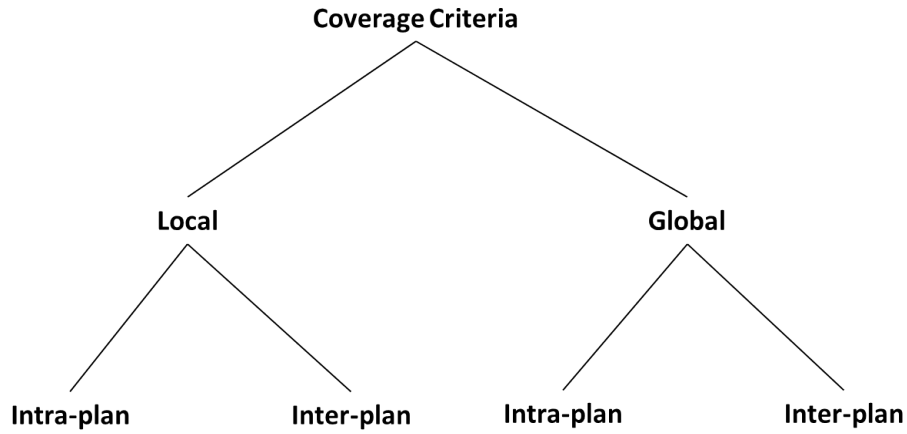 Coverage Criteria
Local
Global
Intra-plan
Inter-plan
Intra-plan
Inter-plan